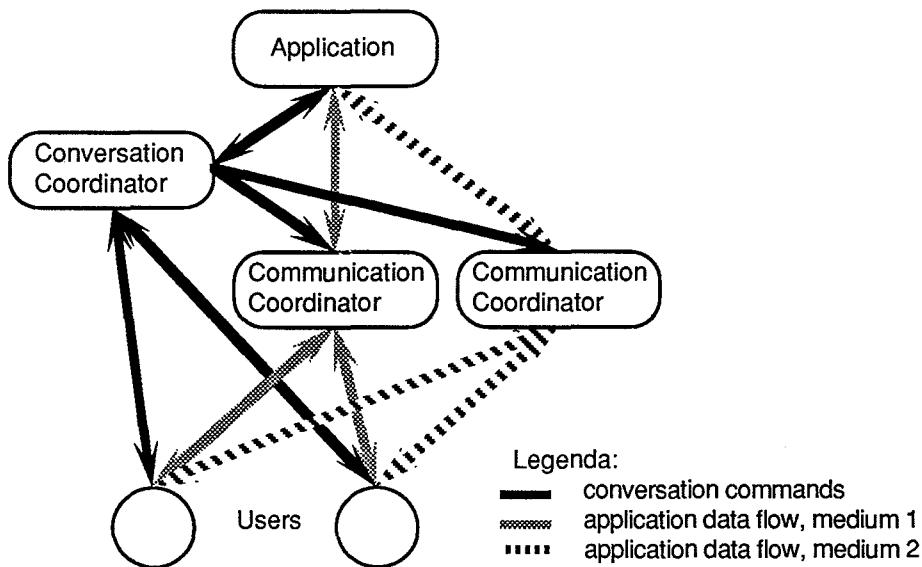 Application
Conversation
Coordinator
Communication
Coordinator
Communication
Coordinator
Users
Legenda:
conversation commands
application data flow, medium 1
application data flow, medium 2